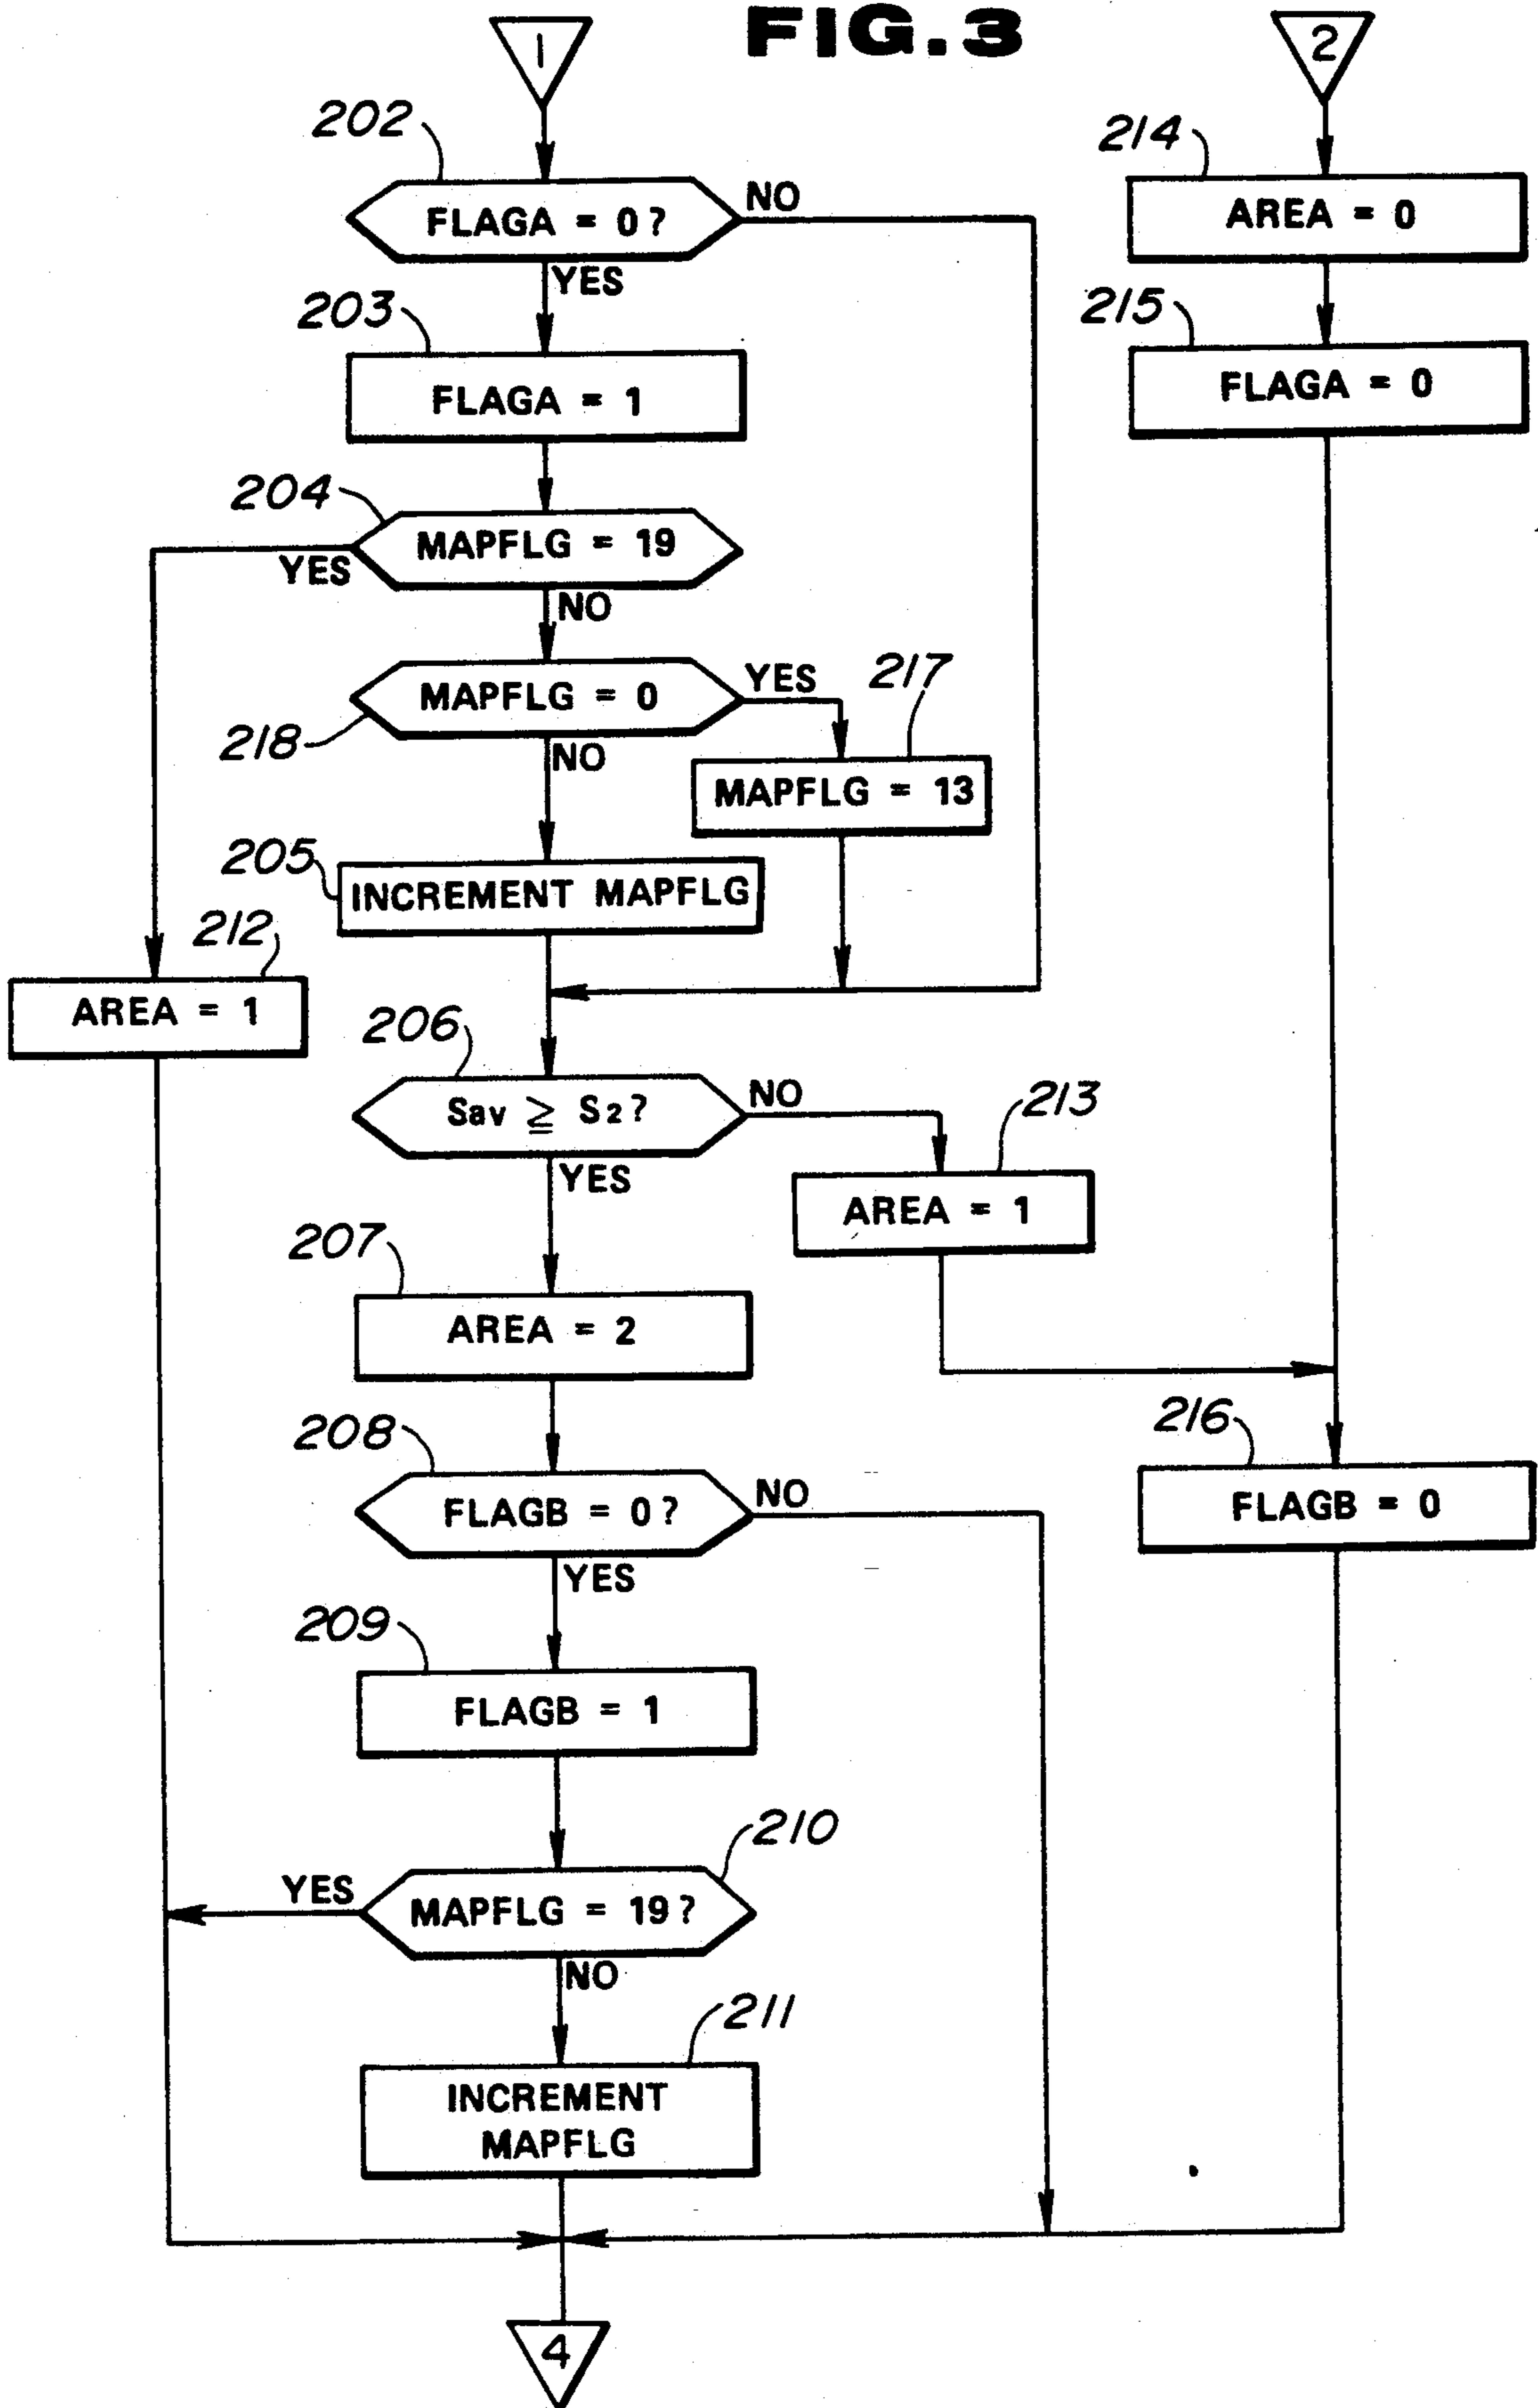 FIG. 3
1
2
202
214
FLAGA = 0?
NO
AREA = 0
YES
203
215
FLAGA = 1
FLAGA = 0
204
MAPFLG = 19
YES
NO
MAPFLG = 0
YES
217
218
NO
MAPFLG = 13
205
INCREMENT MAPFLG
212
AREA = 1
206
Sav ≧ S2?
NO
213
YES
AREA = 1
207
AREA = 2
208
216
FLAGB = 0?
NO
FLAGB = 0
YES
209
FLAGB = 1
210
YES
MAPFLG = 19?
NO
211
INCREMENT
MAPFLG
4